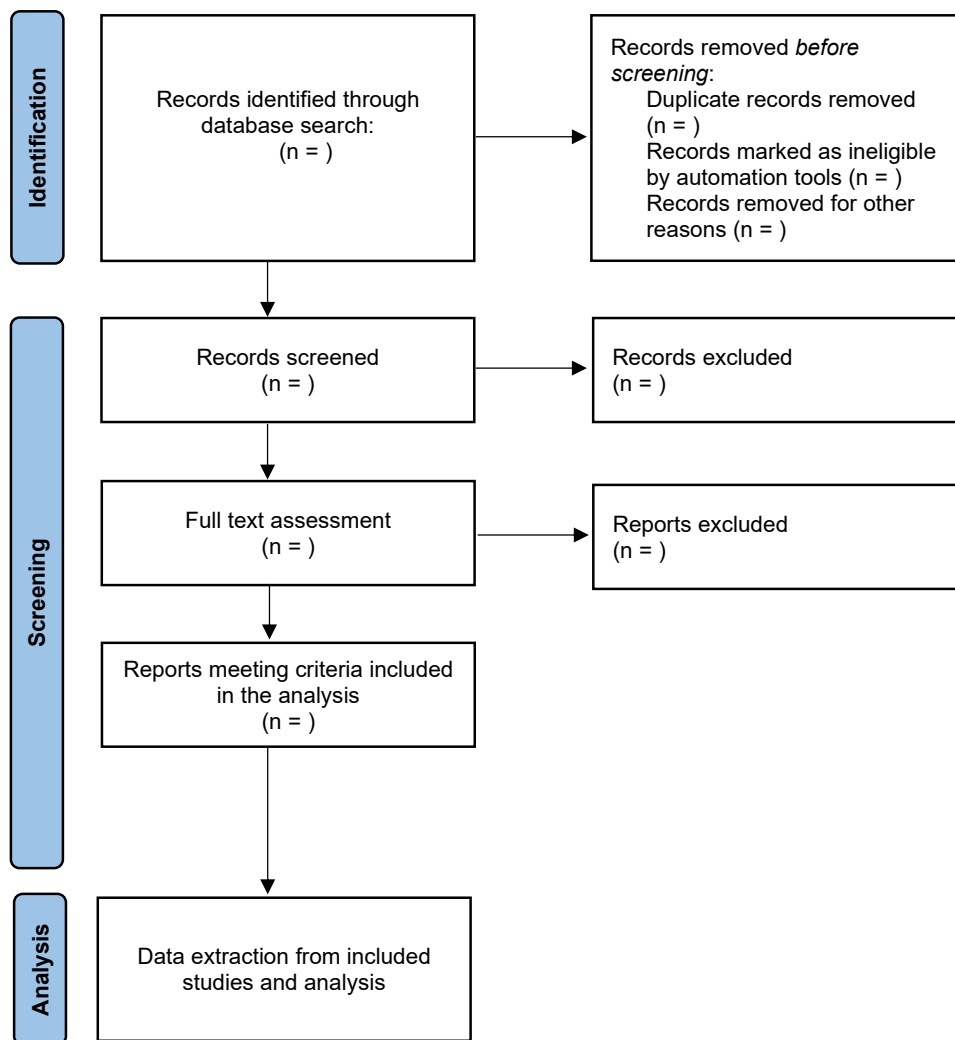 Identification
Records identified through
database search:
(n = )
Records removed before
screening:
Duplicate records removed
(n = )
Records marked as ineligible
by automation tools (n = )
Records removed for other
reasons (n = )
Screening
Records screened
(n = )
Records excluded
(n = )
Full text assessment
(n = )
Reports excluded
(n = )
Reports meeting criteria included
in the analysis
(n = )
Analysis
Data extraction from included
studies and analysis